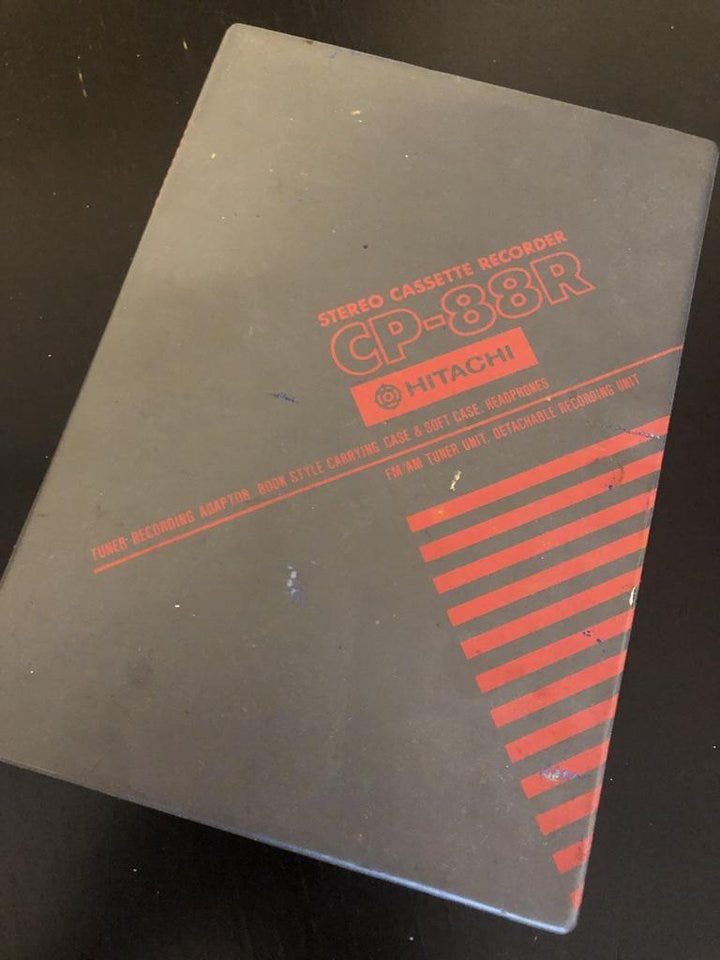 STEREO CASSETTE RECORDER
CP-88R
HITACHI
TUNER RECORDING ADAPTOR. BOOK STYLE CARRYING CASE & SOFT CASE. HEADPHONES
FM/AM TUNER UNIT. DETACHABLE RECORDING UNIT